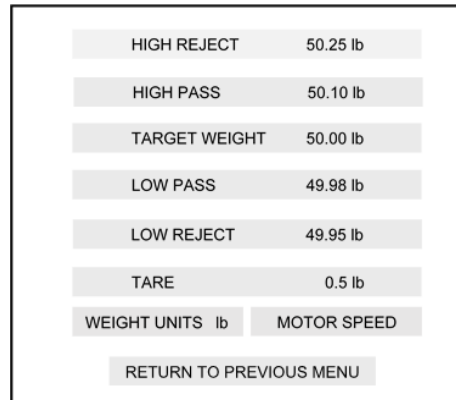 HIGH REJECT 50.25 lb
HIGH PASS 50.10 lb
TARGET WEIGHT 50.00 lb
LOW PASS 49.98 lb
LOW REJECT 49.95 lb
TARE 0.5 lb
WEIGHT UNITS lb MOTOR SPEED
RETURN TO PREVIOUS MENU